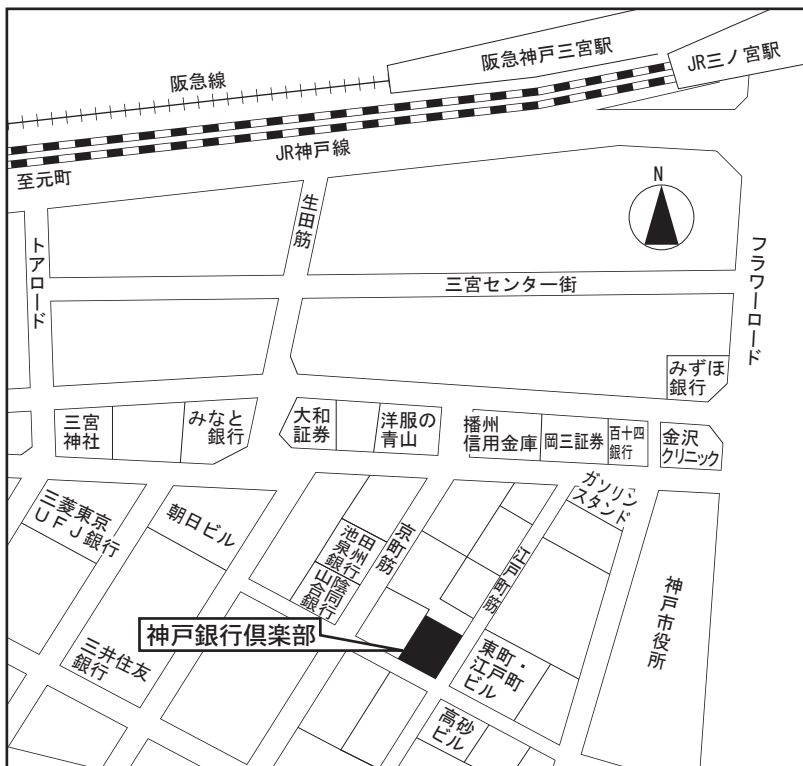 阪急神戸三宮駅
JR三ノ宮駅
阪急線
JR神戸線
至元町
N
生田筋
トアロード
フラワーロード
三宮センター街
みずほ
銀行
三宮
神社
みなと
銀行
大和
証券
洋服の
青山
播州
信用金庫
岡三証券
百十四
銀行
金沢
クリニック
ガソリン
スタンド
三菱東京
UFJ銀行
朝日ビル
池田
泉州
銀行
山陰
合同
銀行
京町筋
江戸町筋
神戸市役所
神戸銀行倶楽部
三井住友
銀行
東町・
江戸町
ビル
高砂
ビル